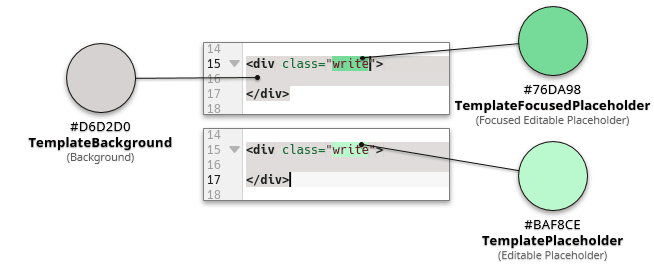 14
15 <div class="write">
16
17 </div>
18
#D6D2D0
TemplateBackground
(Background)
#76DA98
TemplateFocusedPlaceholder
(Focused Editable Placeholder)
14
15 <div class="write">
16
17 </div>
18
#BAF8CE
TemplatePlaceholder
(Editable Placeholder)